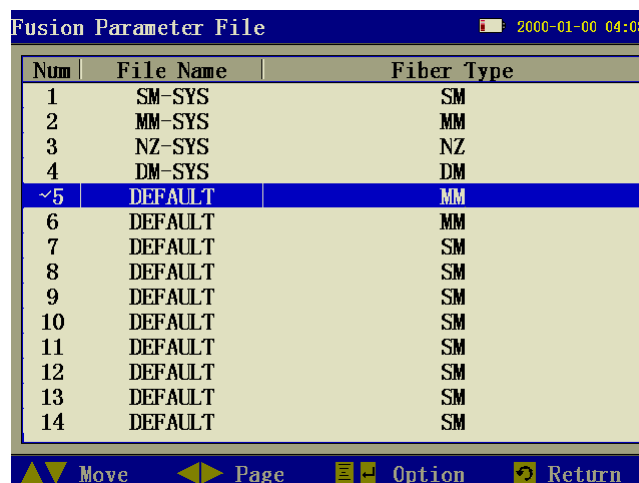 Fusion Parameter File 2000-01-00 04:0
Num File Name Fiber Type
1 SM-SYS SM
2 MM-SYS MM
3 NZ-SYS NZ
4 DM-SYS DM
~5 DEFAULT MM
6 DEFAULT MM
7 DEFAULT SM
8 DEFAULT SM
9 DEFAULT SM
10 DEFAULT SM
11 DEFAULT SM
12 DEFAULT SM
13 DEFAULT SM
14 DEFAULT SM
Move Page Option Return